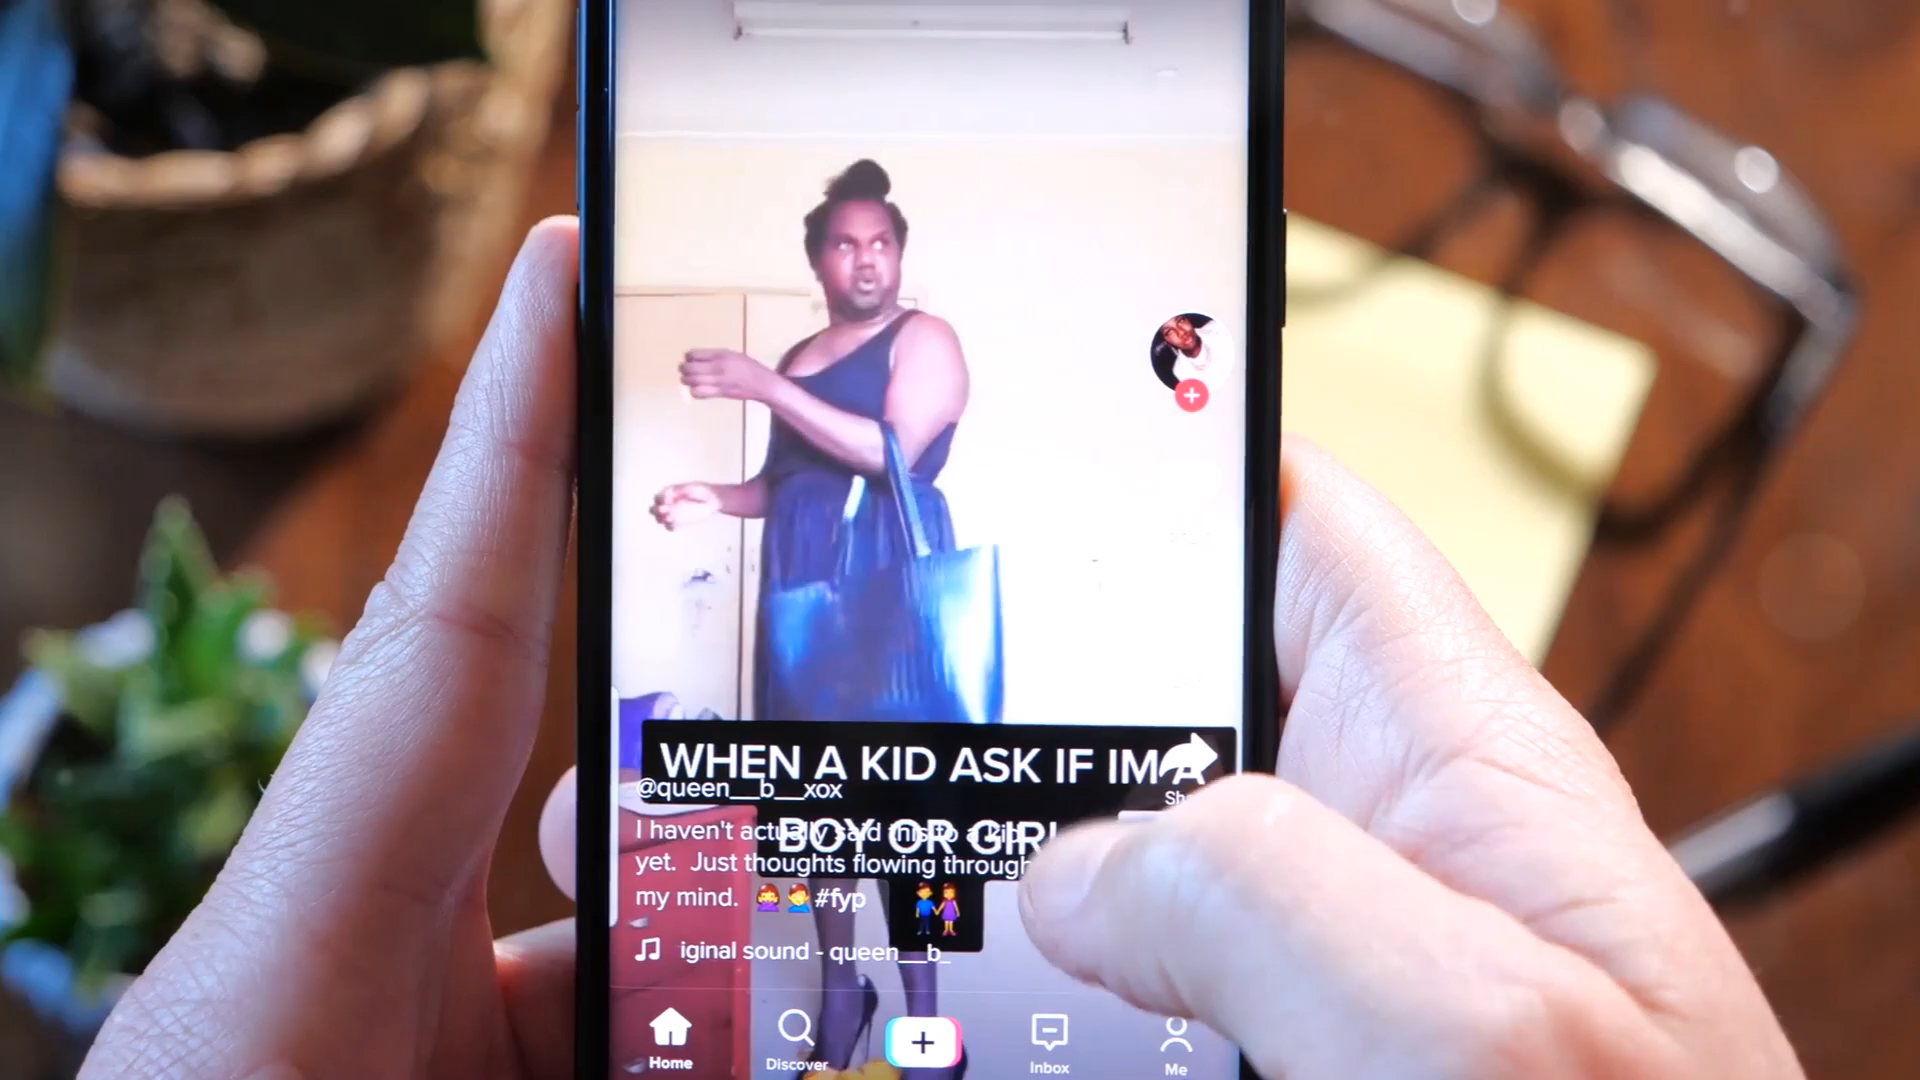 WHEN A KID ASK IF IM A
@queen__b__xox
Sh
I haven't actually said this to a kid
BOY OR GIRL
yet. Just thoughts flowing through
my mind. 🙍‍♀️🤦‍♂️ #fyp
👫
iginal sound - queen__b_
Home
Discover
Inbox
Me